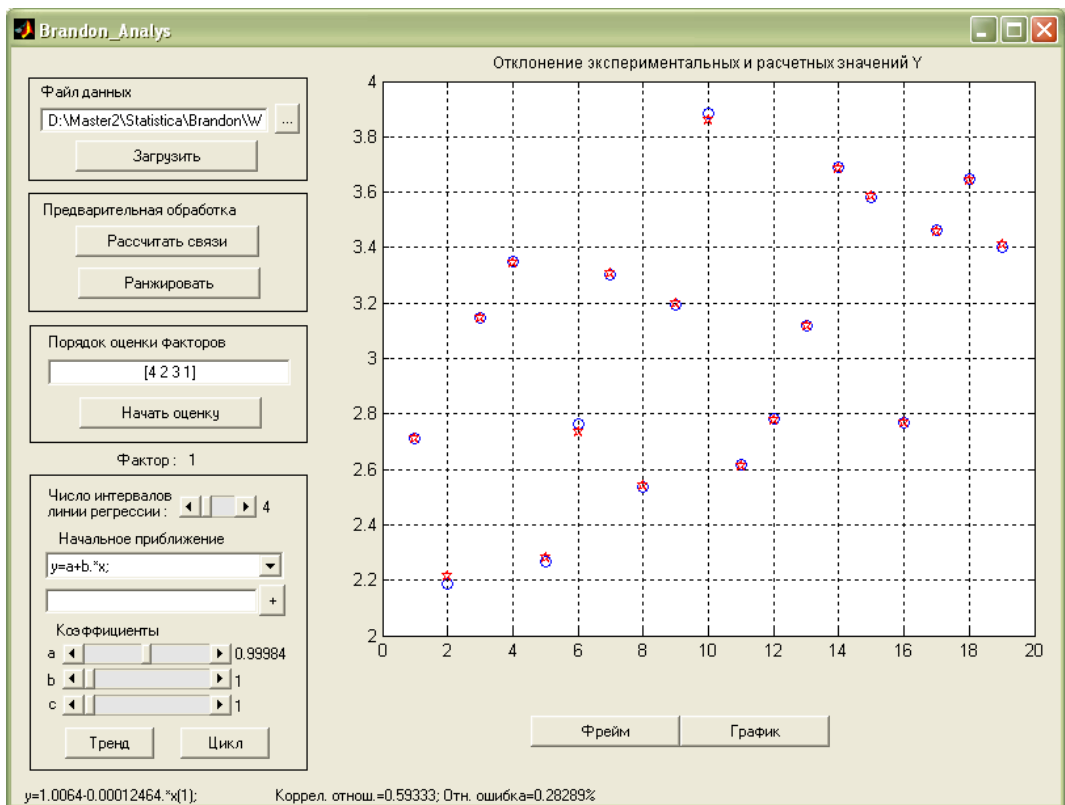 Brandon_Analys
Файл данных
D:\Master2\Statistica\Brandon\W
...
Загрузить
Предварительная обработка
Рассчитать связи
Ранжировать
Порядок оценки факторов
[4 2 3 1]
Начать оценку
Фактор : 1
Число интервалов
линии регрессии : 4
Начальное приближение
y=a+b.*x;
+
Коэффициенты
a 0.99984
b 1
c 1
Тренд Цикл
Отклонение экспериментальных и расчетных значений Y
4
3.8
3.6
3.4
3.2
3
2.8
2.6
2.4
2.2
2
0 2 4 6 8 10 12 14 16 18 20
Фрейм График
y=1.0064-0.00012464.*x(1); Коррел. отнош.=0.59333; Отн. ошибка=0.28289%